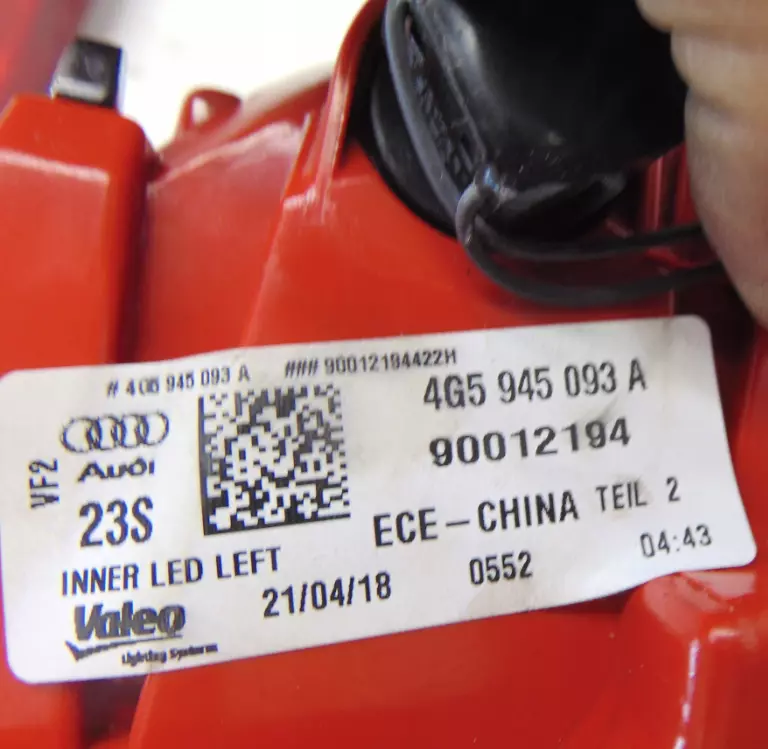 # 4G5 945 093 A ### 90012194422H
4G5 945 093 A
90012194
VF2
Audi
23S
ECE-CHINA TEIL 2
INNER LED LEFT
21/04/18 0552 04:43
Valeo
Lighting Systems